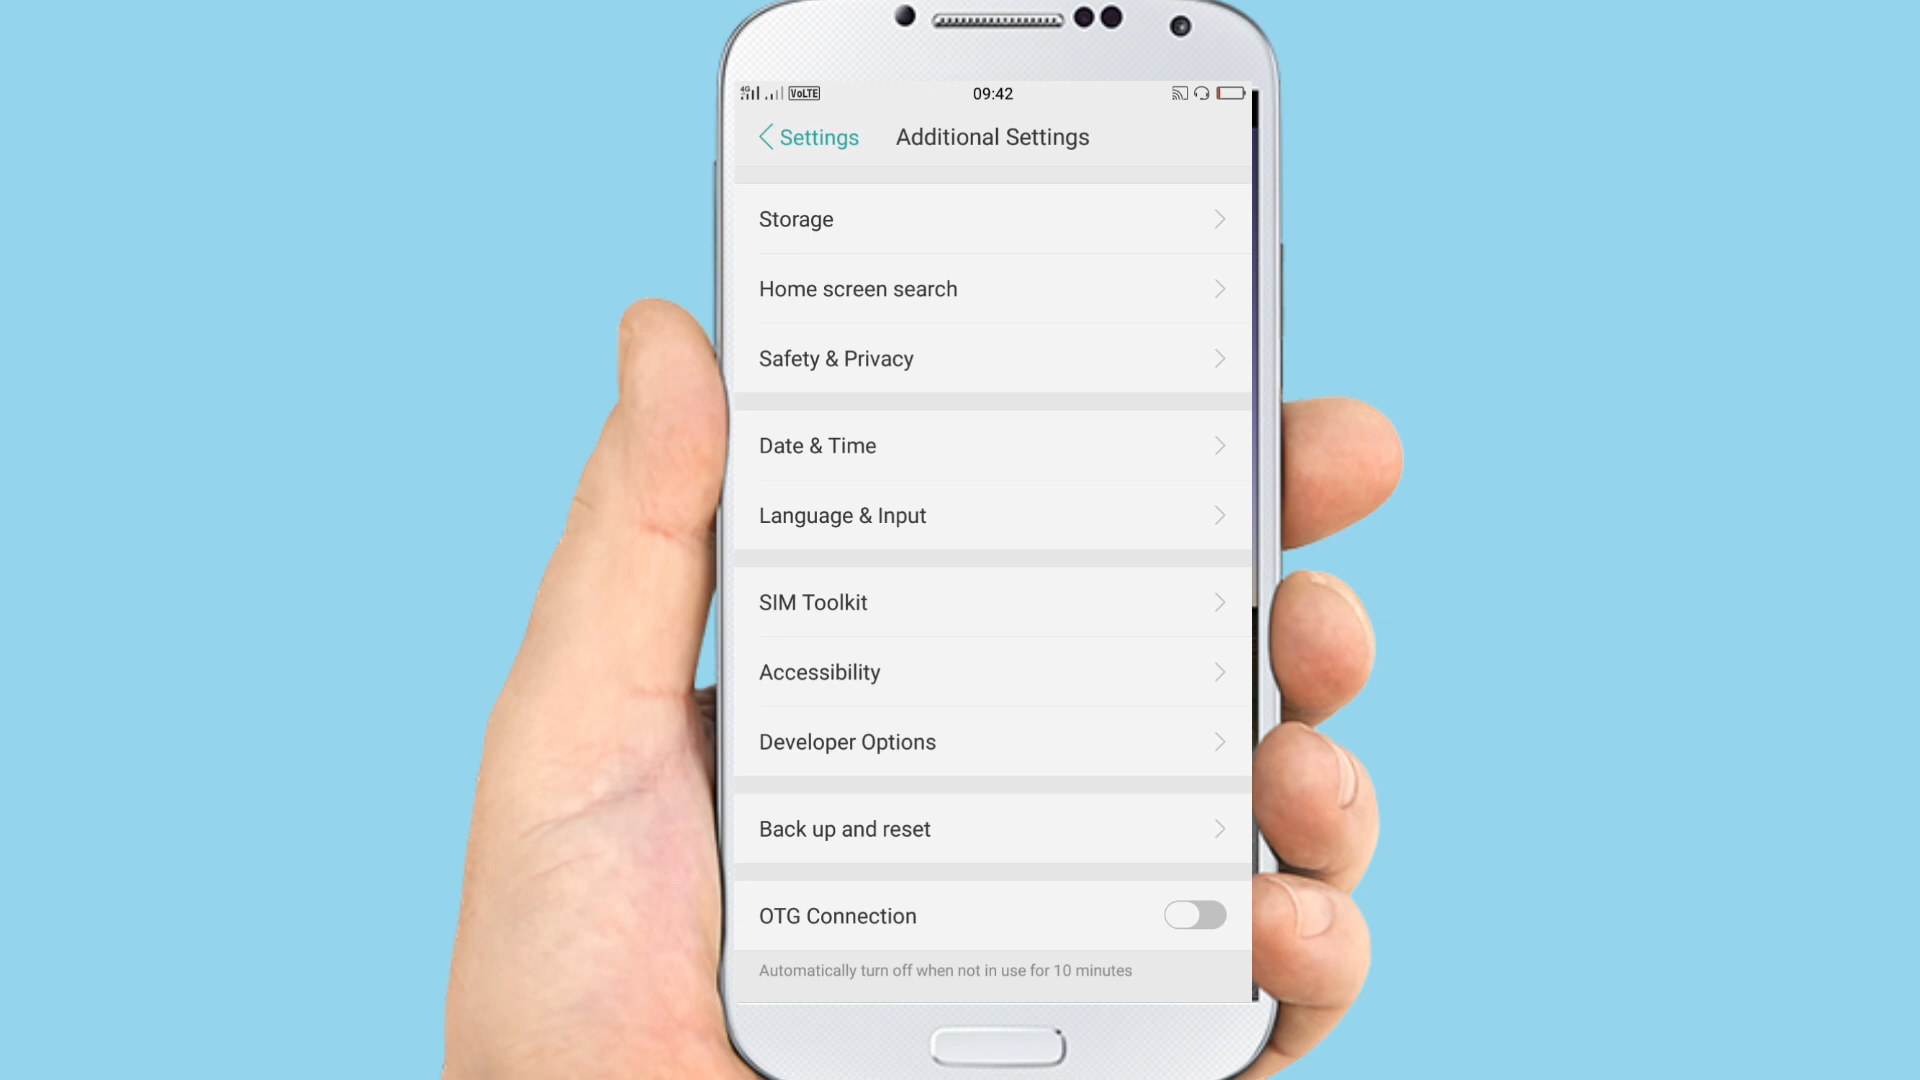 4G VoLTE 09:42
Settings Additional Settings
Storage
Home screen search
Safety & Privacy
Date & Time
Language & Input
SIM Toolkit
Accessibility
Developer Options
Back up and reset
OTG Connection
Automatically turn off when not in use for 10 minutes